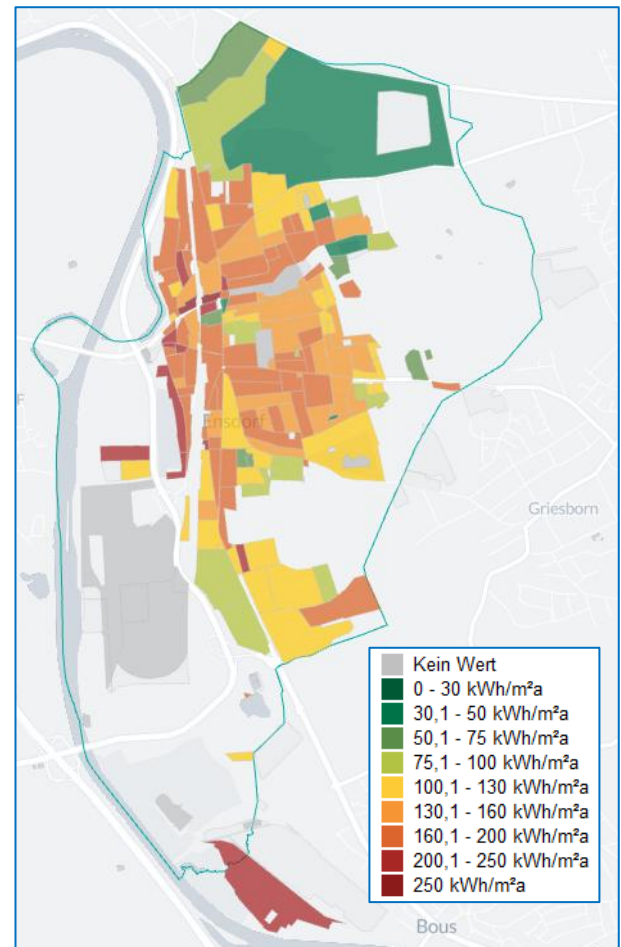 F
Ensdorf
Griesborn
Kein Wert
0 - 30 kWh/m²a
30,1 - 50 kWh/m²a
50,1 - 75 kWh/m²a
75,1 - 100 kWh/m²a
100,1 - 130 kWh/m²a
130,1 - 160 kWh/m²a
160,1 - 200 kWh/m²a
200,1 - 250 kWh/m²a
250 kWh/m²a
Bous